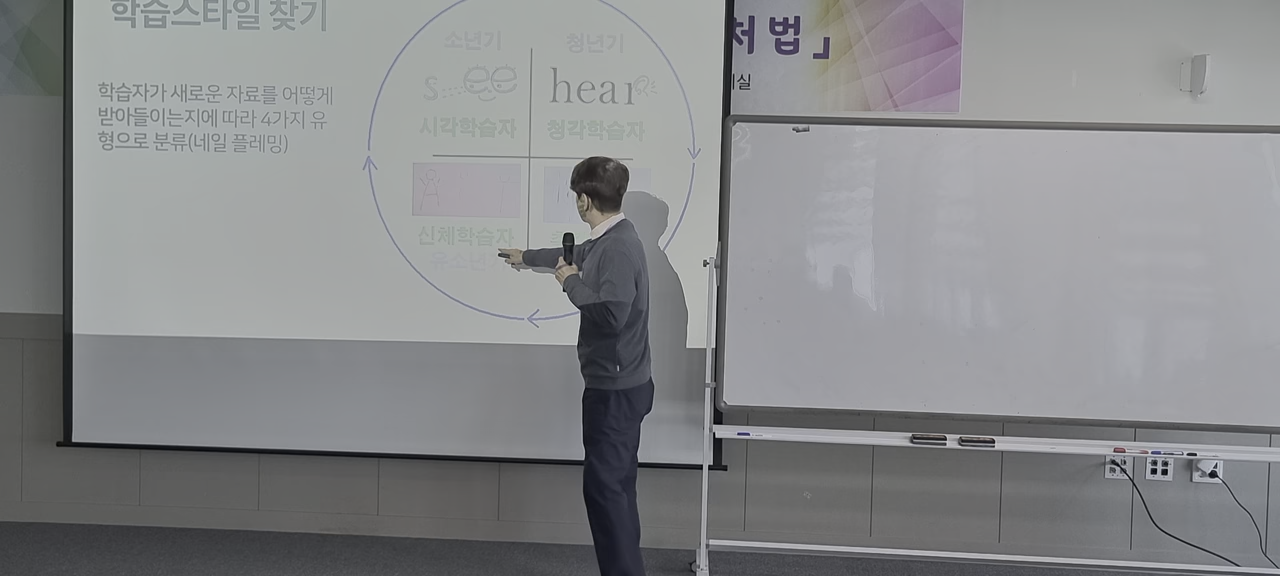 학습스타일 찾기
학습자가 새로운 자료를 어떻게
받아들이는지에 따라 4가지 유
형으로 분류(네일 플레밍)
소년기
청년기
see
hear
시각학습자
청각학습자
신체학습자
처 법」
실